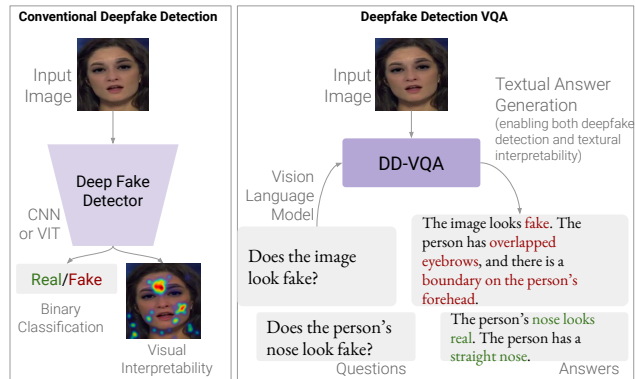 Conventional Deepfake Detection
Input
Image
Deep Fake
Detector
CNN
or VIT
Real/Fake
Binary
Classification
Visual
Interpretability
Deepfake Detection VQA
Input
Image
Textual Answer
Generation
(enabling both deepfake
detection and textural
interpretability)
DD-VQA
Vision
Language
Model
Does the image
look fake?
The image looks fake. The
person has overlapped
eyebrows, and there is a
boundary on the person's
forehead.
Does the person's
nose look fake?
The person's nose looks
real. The person has a
straight nose.
Questions
Answers